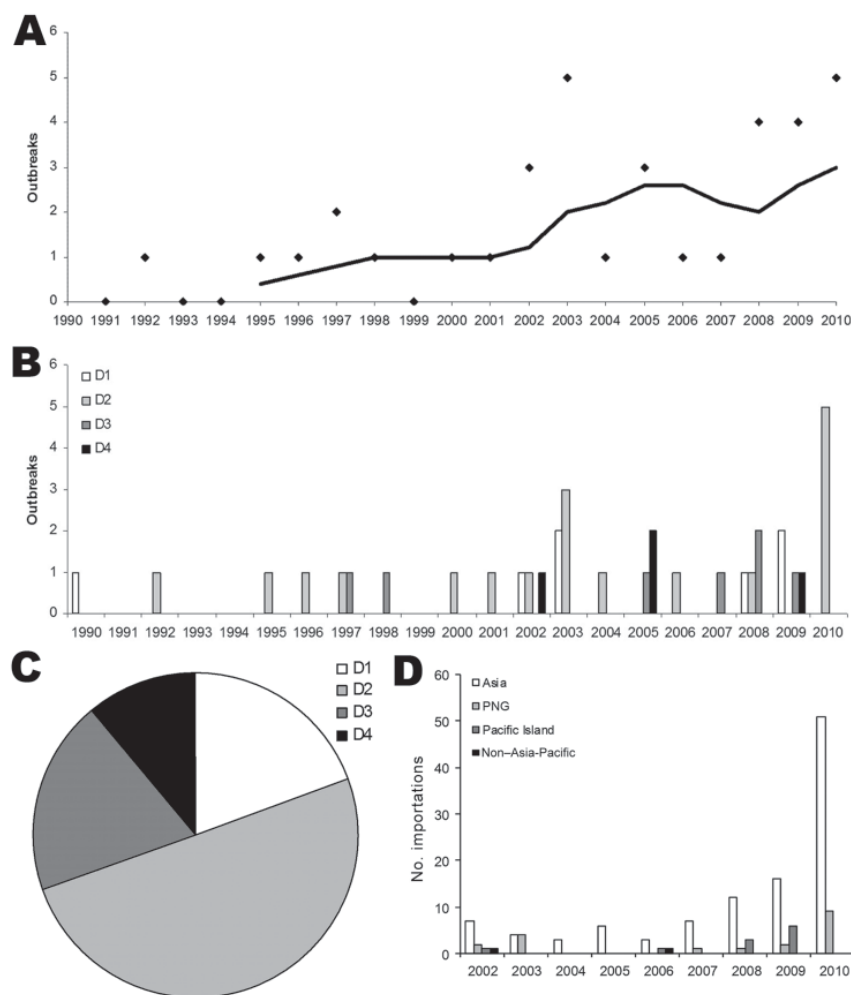 A
6
5
4
3
2
1
0
Outbreaks
1990 1991 1992 1993 1994 1995 1996 1997 1998 1999 2000 2001 2002 2003 2004 2005 2006 2007 2008 2009 2010
B
6
5
4
3
2
1
0
Outbreaks
D1
D2
D3
D4
1990 1991 1992 1993 1994 1995 1996 1997 1998 1999 2000 2001 2002 2003 2004 2005 2006 2007 2008 2009 2010
C
D1
D2
D3
D4
D
60
50
40
30
20
10
0
No. importations
Asia
PNG
Pacific Island
Non–Asia-Pacific
2002 2003 2004 2005 2006 2007 2008 2009 2010